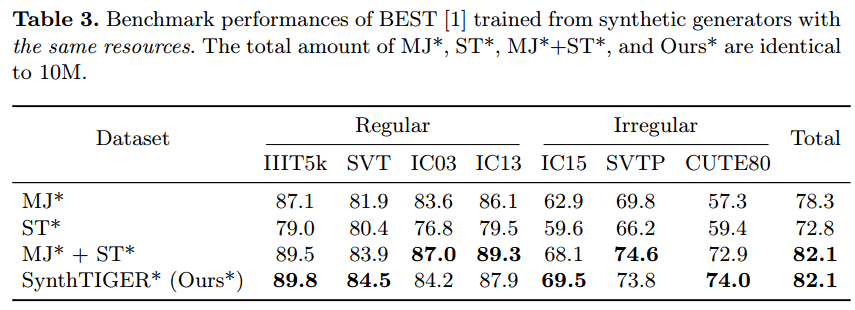 Table 3. Benchmark performances of BEST [1] trained from synthetic generators with
the same resources. The total amount of MJ*, ST*, MJ*+ST*, and Ours* are identical
to 10M.
Dataset Regular Irregular Total
IIIT5k SVT IC03 IC13 IC15 SVTP CUTE80
MJ* 87.1 81.9 83.6 86.1 62.9 69.8 57.3 78.3
ST* 79.0 80.4 76.8 79.5 59.6 66.2 59.4 72.8
MJ* + ST* 89.5 83.9 87.0 89.3 68.1 74.6 72.9 82.1
SynthTIGER* (Ours*) 89.8 84.5 84.2 87.9 69.5 73.8 74.0 82.1